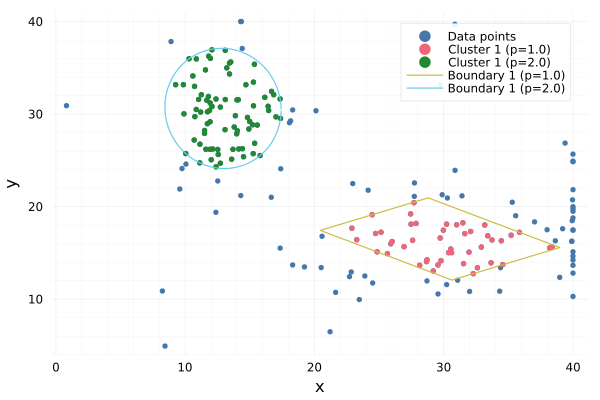 Data points
Cluster 1 (p=1.0)
Cluster 1 (p=2.0)
Boundary 1 (p=1.0)
Boundary 1 (p=2.0)
40
30
20
10
y
0
10
20
30
40
x